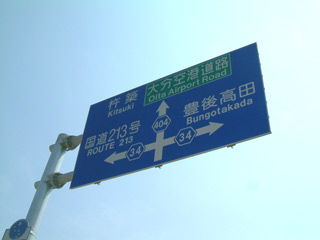 大分空港道路
Oita Airport Road
杵築
Kitsuki
豊後高田
Bungotakada
国道213号
ROUTE 213
404
34
34